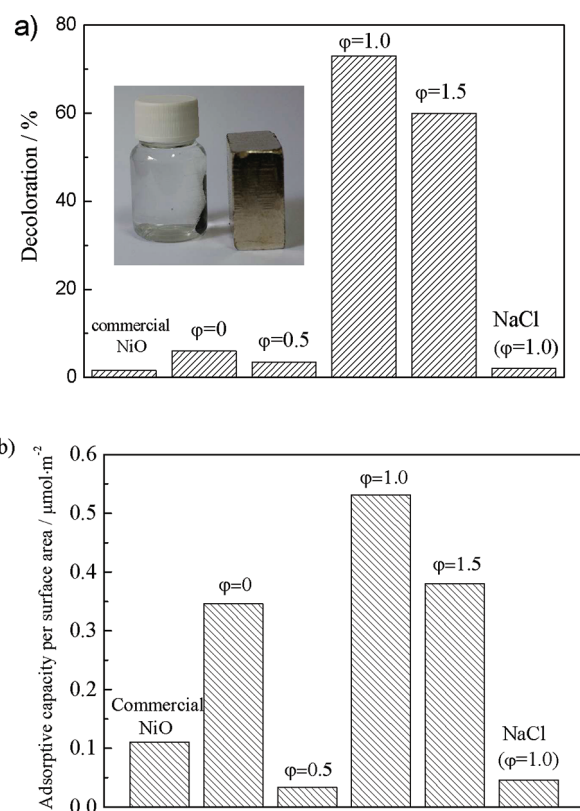 a)
80
60
40
20
0
Decoloration / %
commercial
NiO
φ=0
φ=0.5
φ=1.0
φ=1.5
NaCl
(φ=1.0)
b)
0.6
0.5
0.4
0.3
0.2
0.1
0.0
Adsorptive capacity per surface area / μmol·m⁻²
Commercial
NiO
φ=0
φ=0.5
φ=1.0
φ=1.5
NaCl
(φ=1.0)